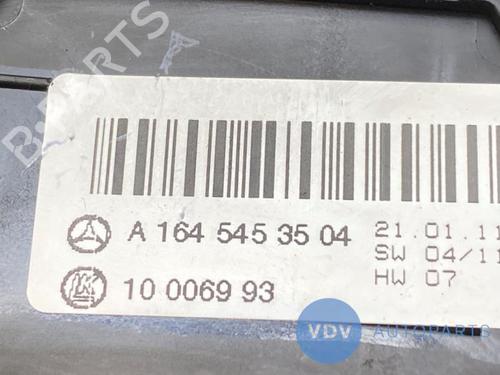 A 164 545 35 04
21.01.11
SW 04/11
HW 07
10 0069 93
B-PARTS
VDV AUTOPARTS